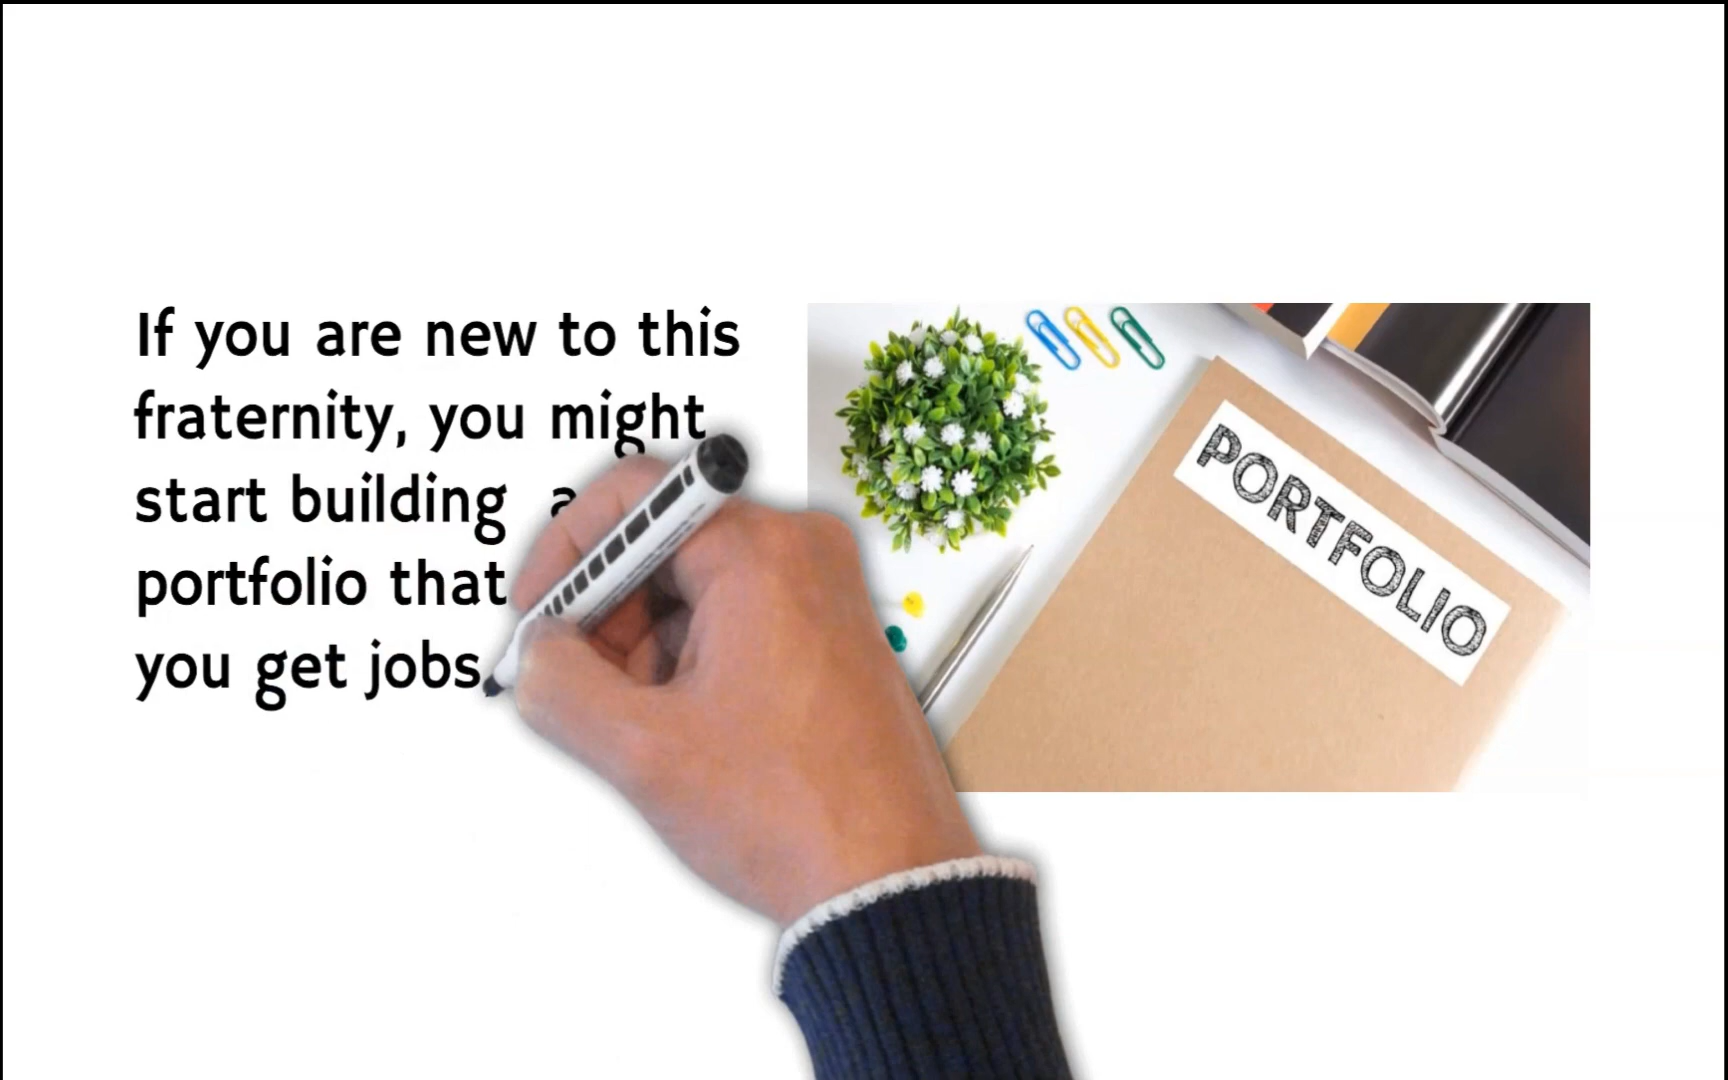 If you are new to this
fraternity, you might
start building a
portfolio that
you get jobs
PORTFOLIO